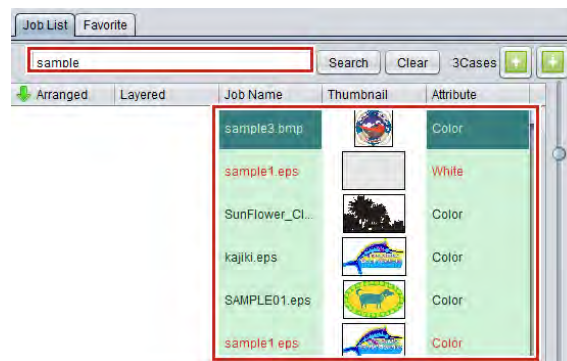 Job List Favorite
sample Search Clear 3Cases
Arranged Layered Job Name Thumbnail Attribute
sample3.bmp Color
sample1.eps White
SunFlower_Cl... Color
kajiki.eps Color
SAMPLE01.eps Color
sample1.eps Color